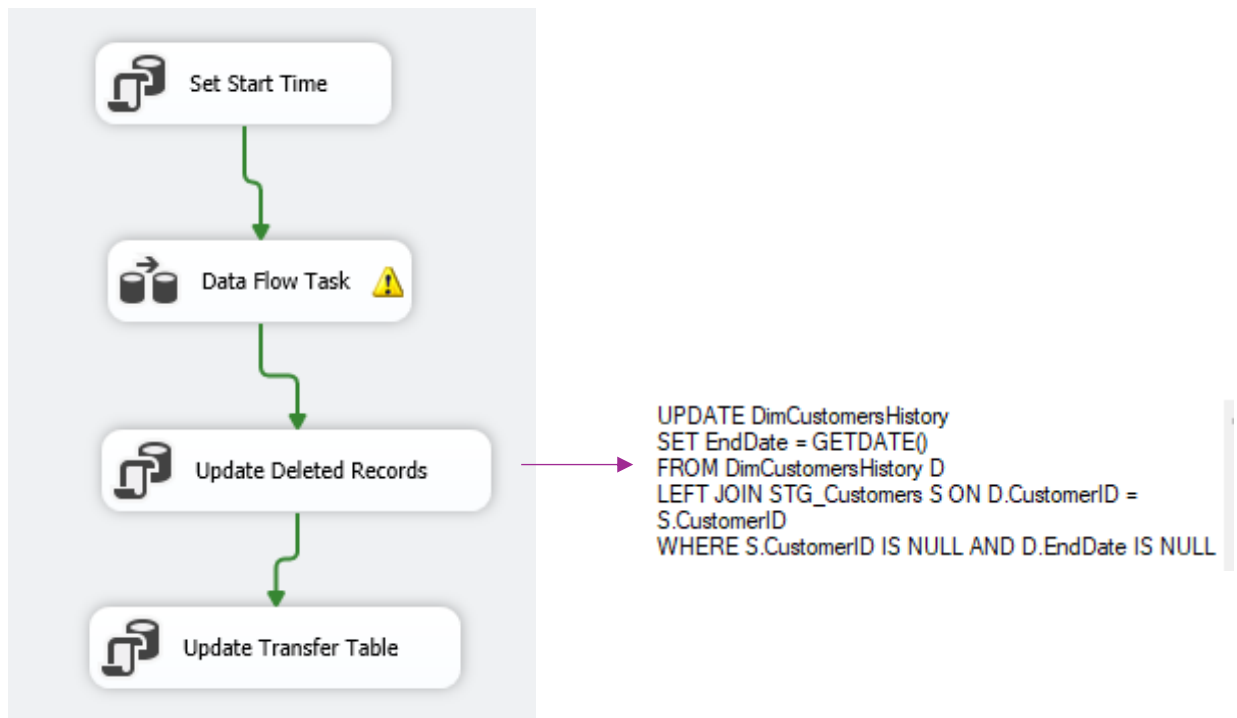 Set Start Time
Data Flow Task
Update Deleted Records
Update Transfer Table
UPDATE DimCustomersHistory
SET EndDate = GETDATE()
FROM DimCustomersHistory D
LEFT JOIN STG_Customers S ON D.CustomerID =
S.CustomerID
WHERE S.CustomerID IS NULL AND D.EndDate IS NULL